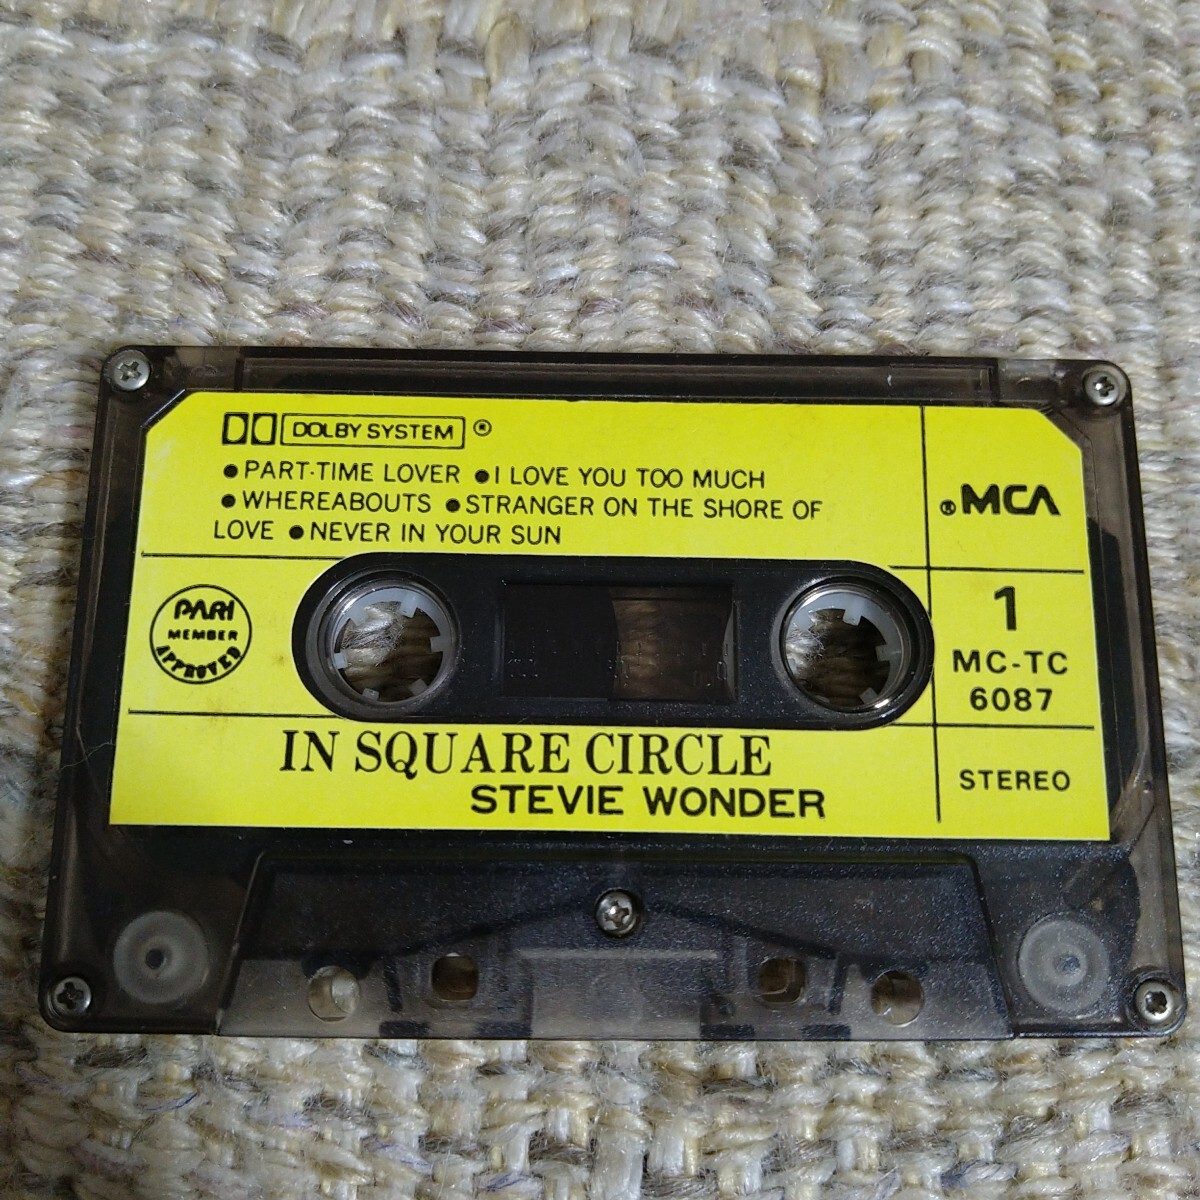 DOLBY SYSTEM ®
•PART-TIME LOVER •I LOVE YOU TOO MUCH
•WHEREABOUTS •STRANGER ON THE SHORE OF
LOVE •NEVER IN YOUR SUN
®MCA
PARI
MEMBER
APPROVED
1
MC-TC
6087
IN SQUARE CIRCLE
STEVIE WONDER
STEREO